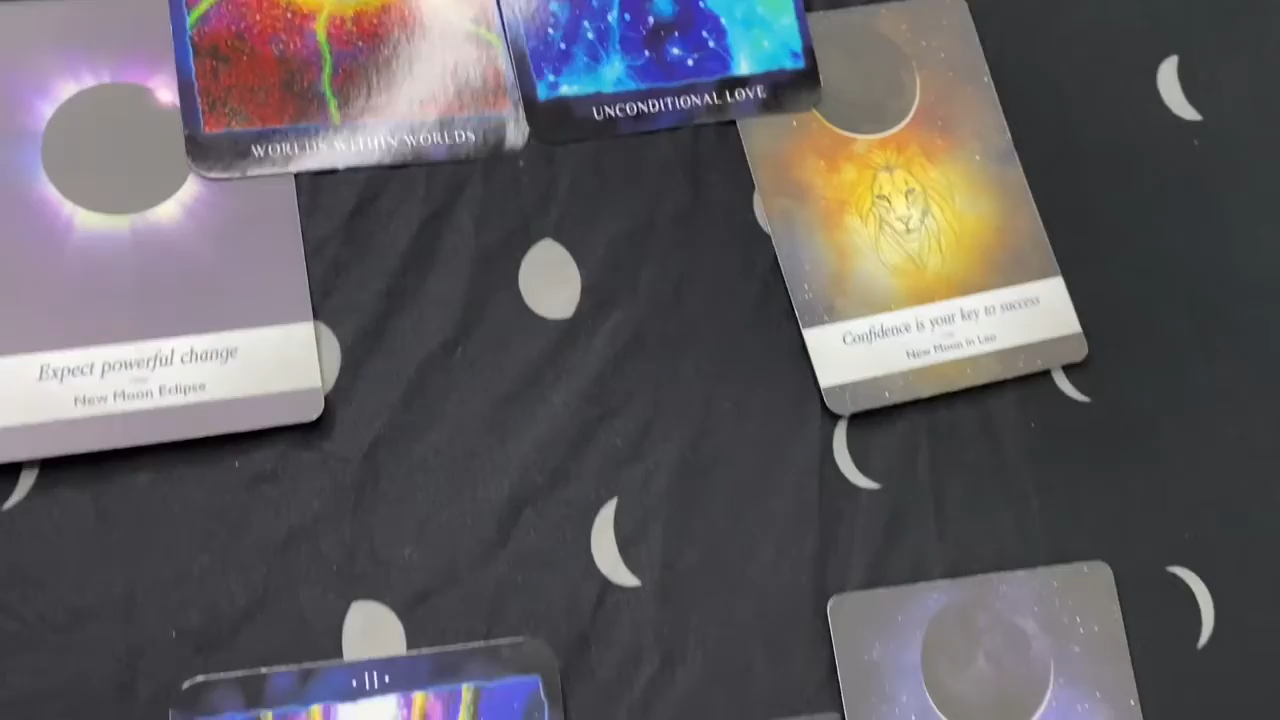 WORLDS WITHIN WORLDS
UNCONDITIONAL LOVE
Expect powerful change
New Moon Eclipse
Confidence is your key to success
New Moon in Leo
· II ·